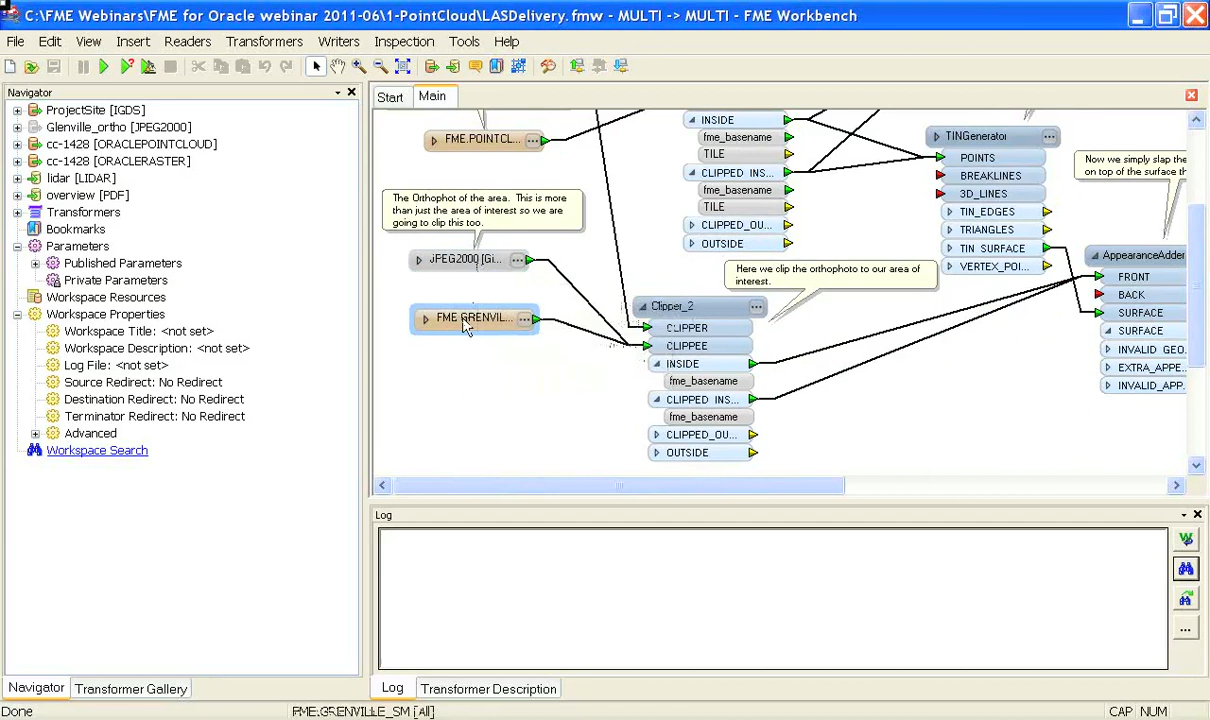 C:\FME Webinars\FME for Oracle webinar 2011-06\1-PointCloud\LASDelivery.fmw - MULTI -> MULTI - FME Workbench
File Edit View Insert Readers Transformers Writers Inspection Tools Help
Navigator
ProjectSite [IGDS]
Glenville_ortho [JPEG2000]
cc-1428 [ORACLEPOINTCLOUD]
cc-1428 [ORACLERASTER]
lidar [LIDAR]
overview [PDF]
Transformers
Bookmarks
Parameters
Published Parameters
Private Parameters
Workspace Resources
Workspace Properties
Workspace Title: <not set>
Workspace Description: <not set>
Log File: <not set>
Source Redirect: No Redirect
Destination Redirect: No Redirect
Terminator Redirect: No Redirect
Advanced
Workspace Search
Navigator Transformer Gallery
Start Main
FME.POINTCL...
The Orthophot of the area. This is more
than just the area of interest so we are
going to clip this too.
JPEG2000 [Gl...
FME.GRENVIL...
INSIDE
fme_basename
TILE
CLIPPED_INS...
fme_basename
TILE
CLIPPED_OU...
OUTSIDE
Here we clip the orthophoto to our area of
interest.
Clipper_2
CLIPPER
CLIPPEE
INSIDE
fme_basename
CLIPPED_INS...
fme_basename
CLIPPED_OU...
OUTSIDE
TINGenerator
POINTS
BREAKLINES
3D_LINES
TIN_EDGES
TRIANGLES
TIN_SURFACE
VERTEX_POI...
Now we simply slap the
on top of the surface th
AppearanceAdder
FRONT
BACK
SURFACE
SURFACE
INVALID_GEO...
EXTRA_APPE...
INVALID_APP...
Log
Log Transformer Description
Done FME.GRENVILLE_SM [All] CAP NUM